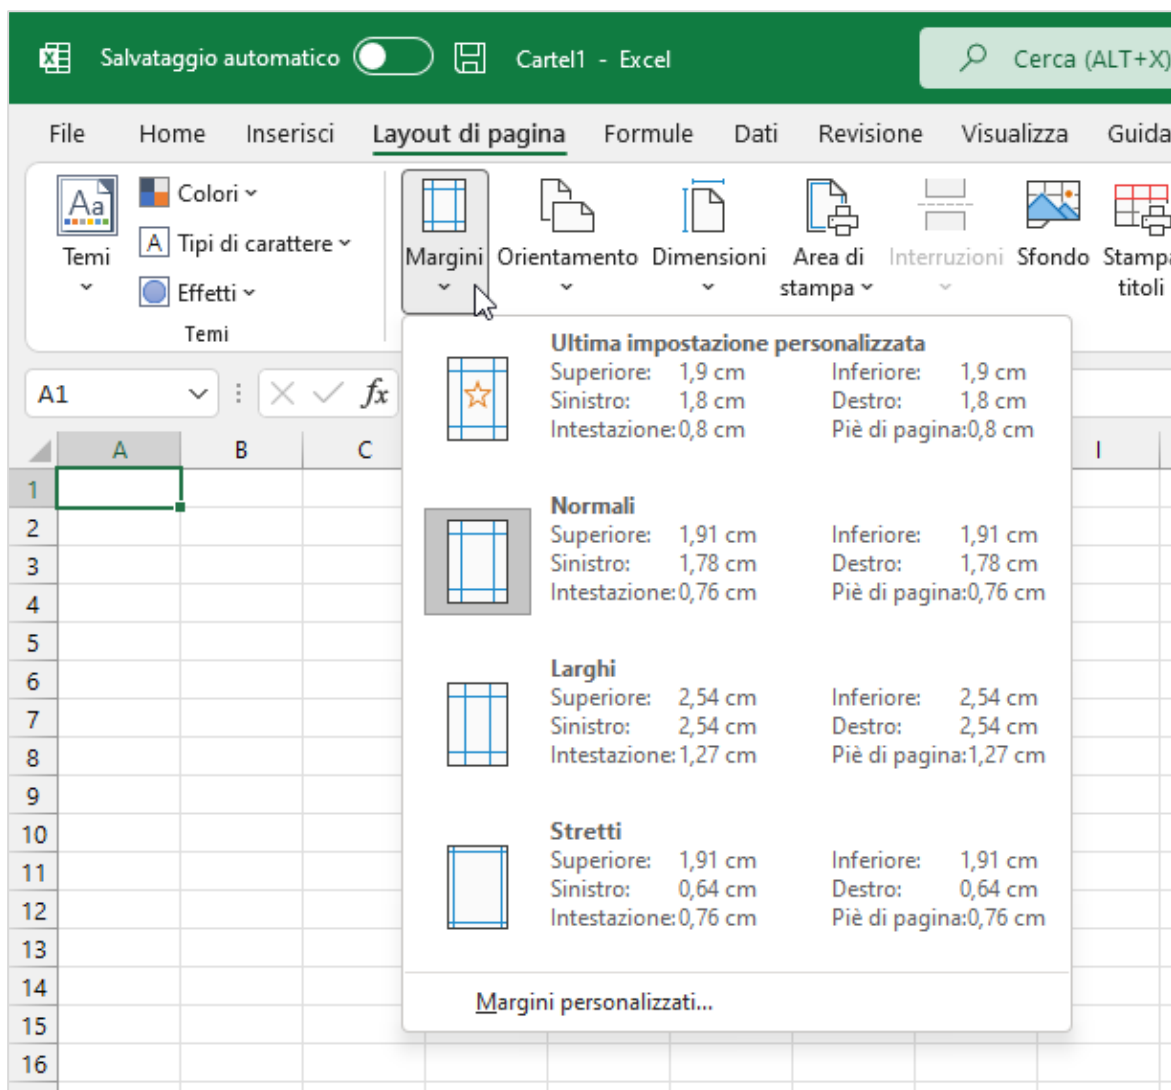 Salvataggio automatico Cartel1 - Excel Cerca (ALT+X)
File Home Inserisci Layout di pagina Formule Dati Revisione Visualizza Guida
Aa Colori
A Tipi di carattere
Temi Margini Orientamento Dimensioni Area di stampa Interruzioni Sfondo Stampa titoli
Effetti
Temi
Ultima impostazione personalizzata
Superiore: 1,9 cm Inferiore: 1,9 cm
Sinistro: 1,8 cm Destro: 1,8 cm
Intestazione: 0,8 cm Piè di pagina: 0,8 cm
A1 fx
A B C I
Normali
Superiore: 1,91 cm Inferiore: 1,91 cm
Sinistro: 1,78 cm Destro: 1,78 cm
Intestazione: 0,76 cm Piè di pagina: 0,76 cm
Larghi
Superiore: 2,54 cm Inferiore: 2,54 cm
Sinistro: 2,54 cm Destro: 2,54 cm
Intestazione: 1,27 cm Piè di pagina: 1,27 cm
Stretti
Superiore: 1,91 cm Inferiore: 1,91 cm
Sinistro: 0,64 cm Destro: 0,64 cm
Intestazione: 0,76 cm Piè di pagina: 0,76 cm
Margini personalizzati...
1
2
3
4
5
6
7
8
9
10
11
12
13
14
15
16